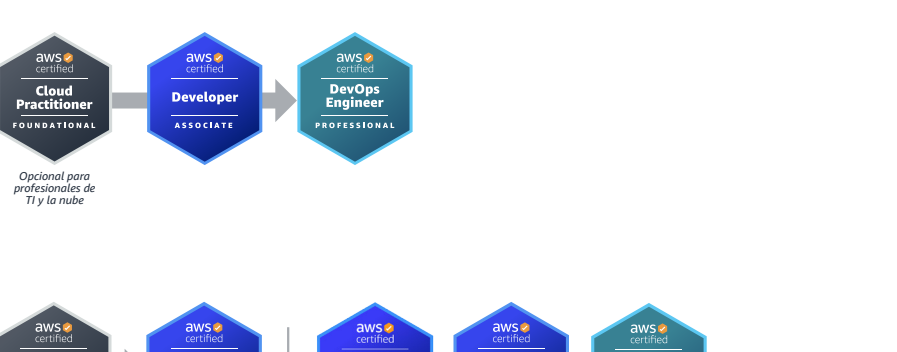 aws
certified
Cloud
Practitioner
FOUNDATIONAL
Opcional para
profesionales de
TI y la nube
aws
certified
Developer
ASSOCIATE
aws
certified
DevOps
Engineer
PROFESSIONAL
aws
certified
aws
certified
aws
certified
aws
certified
aws
certified